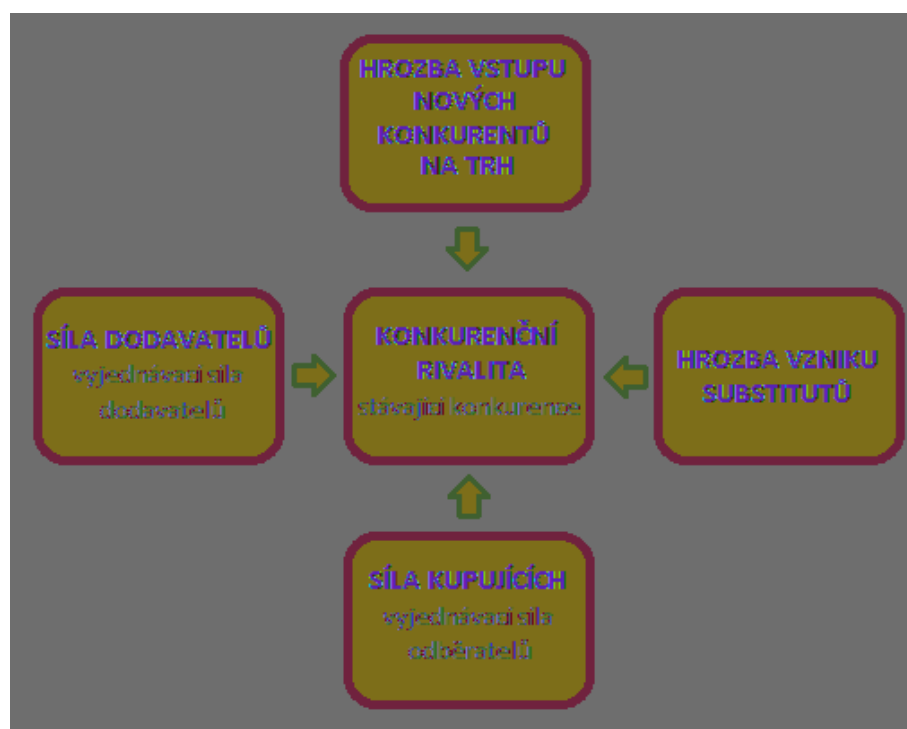 HROZBA VSTUPU
NOVÝCH
KONKURENTŮ
NA TRH
SÍLA DODAVATELŮ
vyjednávací síla
dodavatelů
KONKURENČNÍ
RIVALITA
stávající konkurence
HROZBA VZNIKU
SUBSTITUTŮ
SÍLA KUPUJÍCÍCH
vyjednávací síla
odběratelů